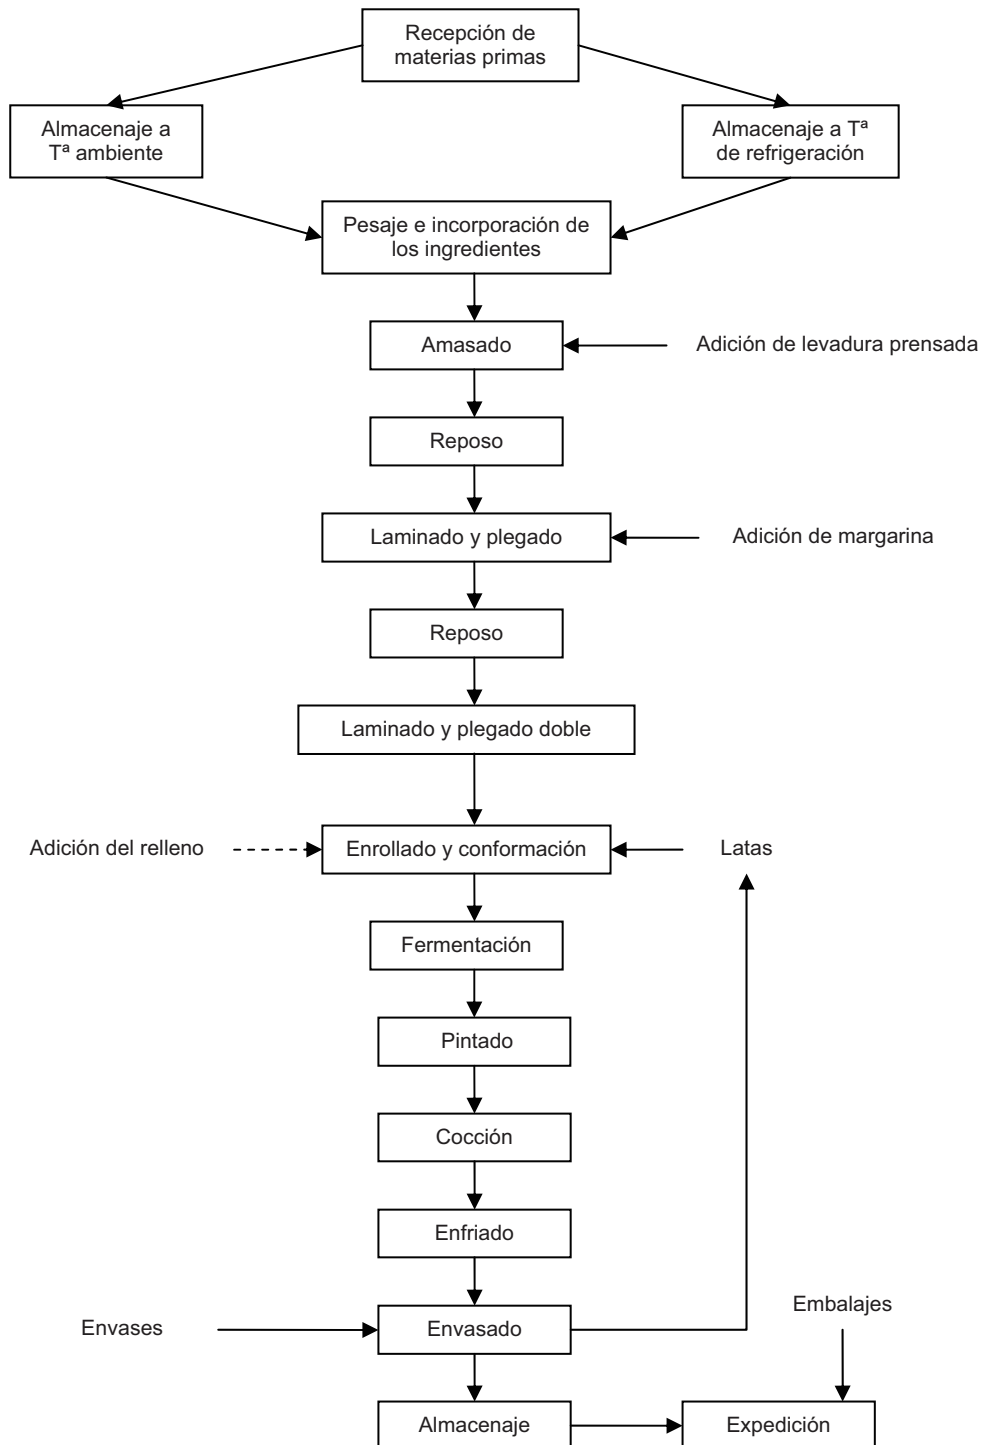 Recepción de
materias primas
Almacenaje a
Tª ambiente
Almacenaje a Tª
de refrigeración
Pesaje e incorporación de
los ingredientes
Amasado
Adición de levadura prensada
Reposo
Laminado y plegado
Adición de margarina
Reposo
Laminado y plegado doble
Adición del relleno
Enrollado y conformación
Latas
Fermentación
Pintado
Cocción
Enfriado
Embalajes
Envases
Envasado
Almacenaje
Expedición